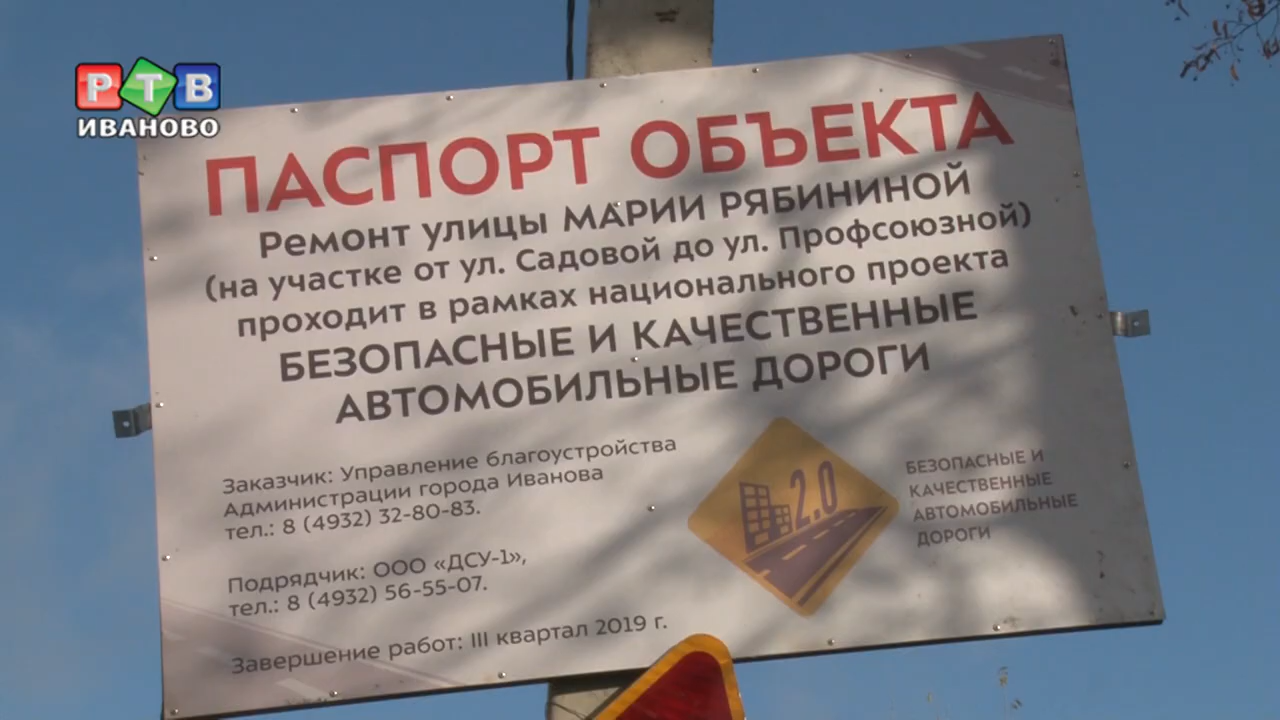 РТВ
ИВАНОВО
ПАСПОРТ ОБЪЕКТА
Ремонт улицы МАРИИ РЯБИНИНОЙ
(на участке от ул. Садовой до ул. Профсоюзной)
проходит в рамках национального проекта
БЕЗОПАСНЫЕ И КАЧЕСТВЕННЫЕ
АВТОМОБИЛЬНЫЕ ДОРОГИ
Заказчик: Управление благоустройства
Администрации города Иванова
тел.: 8 (4932) 32-80-83.
Подрядчик: ООО «ДСУ-1»,
тел.: 8 (4932) 56-55-07.
Завершение работ: III квартал 2019 г.
2.0
БЕЗОПАСНЫЕ И
КАЧЕСТВЕННЫЕ
АВТОМОБИЛЬНЫЕ
ДОРОГИ